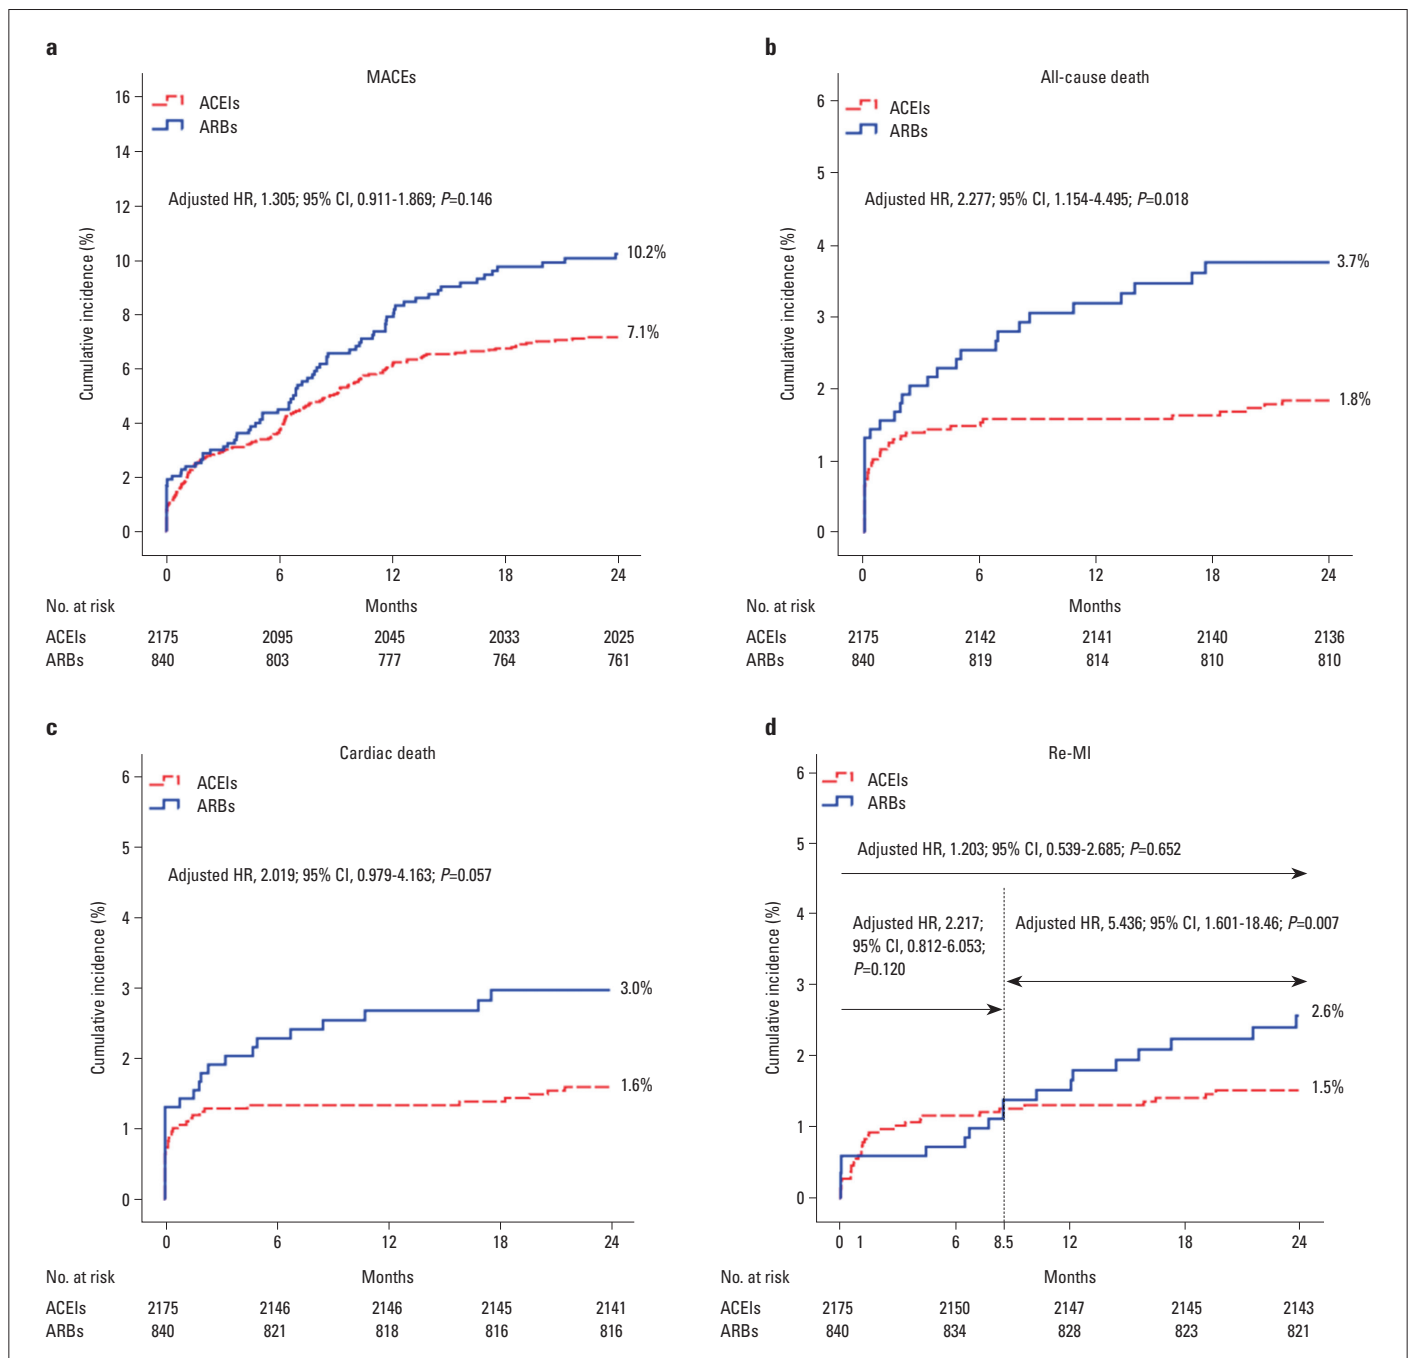 a
MACEs
16
14
12
10
8
6
4
2
0
Cumulative incidence (%)
ACEIs
ARBs
Adjusted HR, 1.305; 95% CI, 0.911-1.869; P=0.146
10.2%
7.1%
0 6 12 18 24
No. at risk Months
ACEIs 2175 2095 2045 2033 2025
ARBs 840 803 777 764 761
b
All-cause death
6
5
4
3
2
1
0
Cumulative incidence (%)
ACEIs
ARBs
Adjusted HR, 2.277; 95% CI, 1.154-4.495; P=0.018
3.7%
1.8%
0 6 12 18 24
No. at risk Months
ACEIs 2175 2142 2141 2140 2136
ARBs 840 819 814 810 810
c
Cardiac death
6
5
4
3
2
1
0
Cumulative incidence (%)
ACEIs
ARBs
Adjusted HR, 2.019; 95% CI, 0.979-4.163; P=0.057
3.0%
1.6%
0 6 12 18 24
No. at risk Months
ACEIs 2175 2146 2146 2145 2141
ARBs 840 821 818 816 816
d
Re-MI
6
5
4
3
2
1
0
Cumulative incidence (%)
ACEIs
ARBs
Adjusted HR, 1.203; 95% CI, 0.539-2.685; P=0.652
Adjusted HR, 2.217;
95% CI, 0.812-6.053;
P=0.120
Adjusted HR, 5.436; 95% CI, 1.601-18.46; P=0.007
2.6%
1.5%
0 1 6 8.5 12 18 24
No. at risk Months
ACEIs 2175 2150 2147 2145 2143
ARBs 840 834 828 823 821